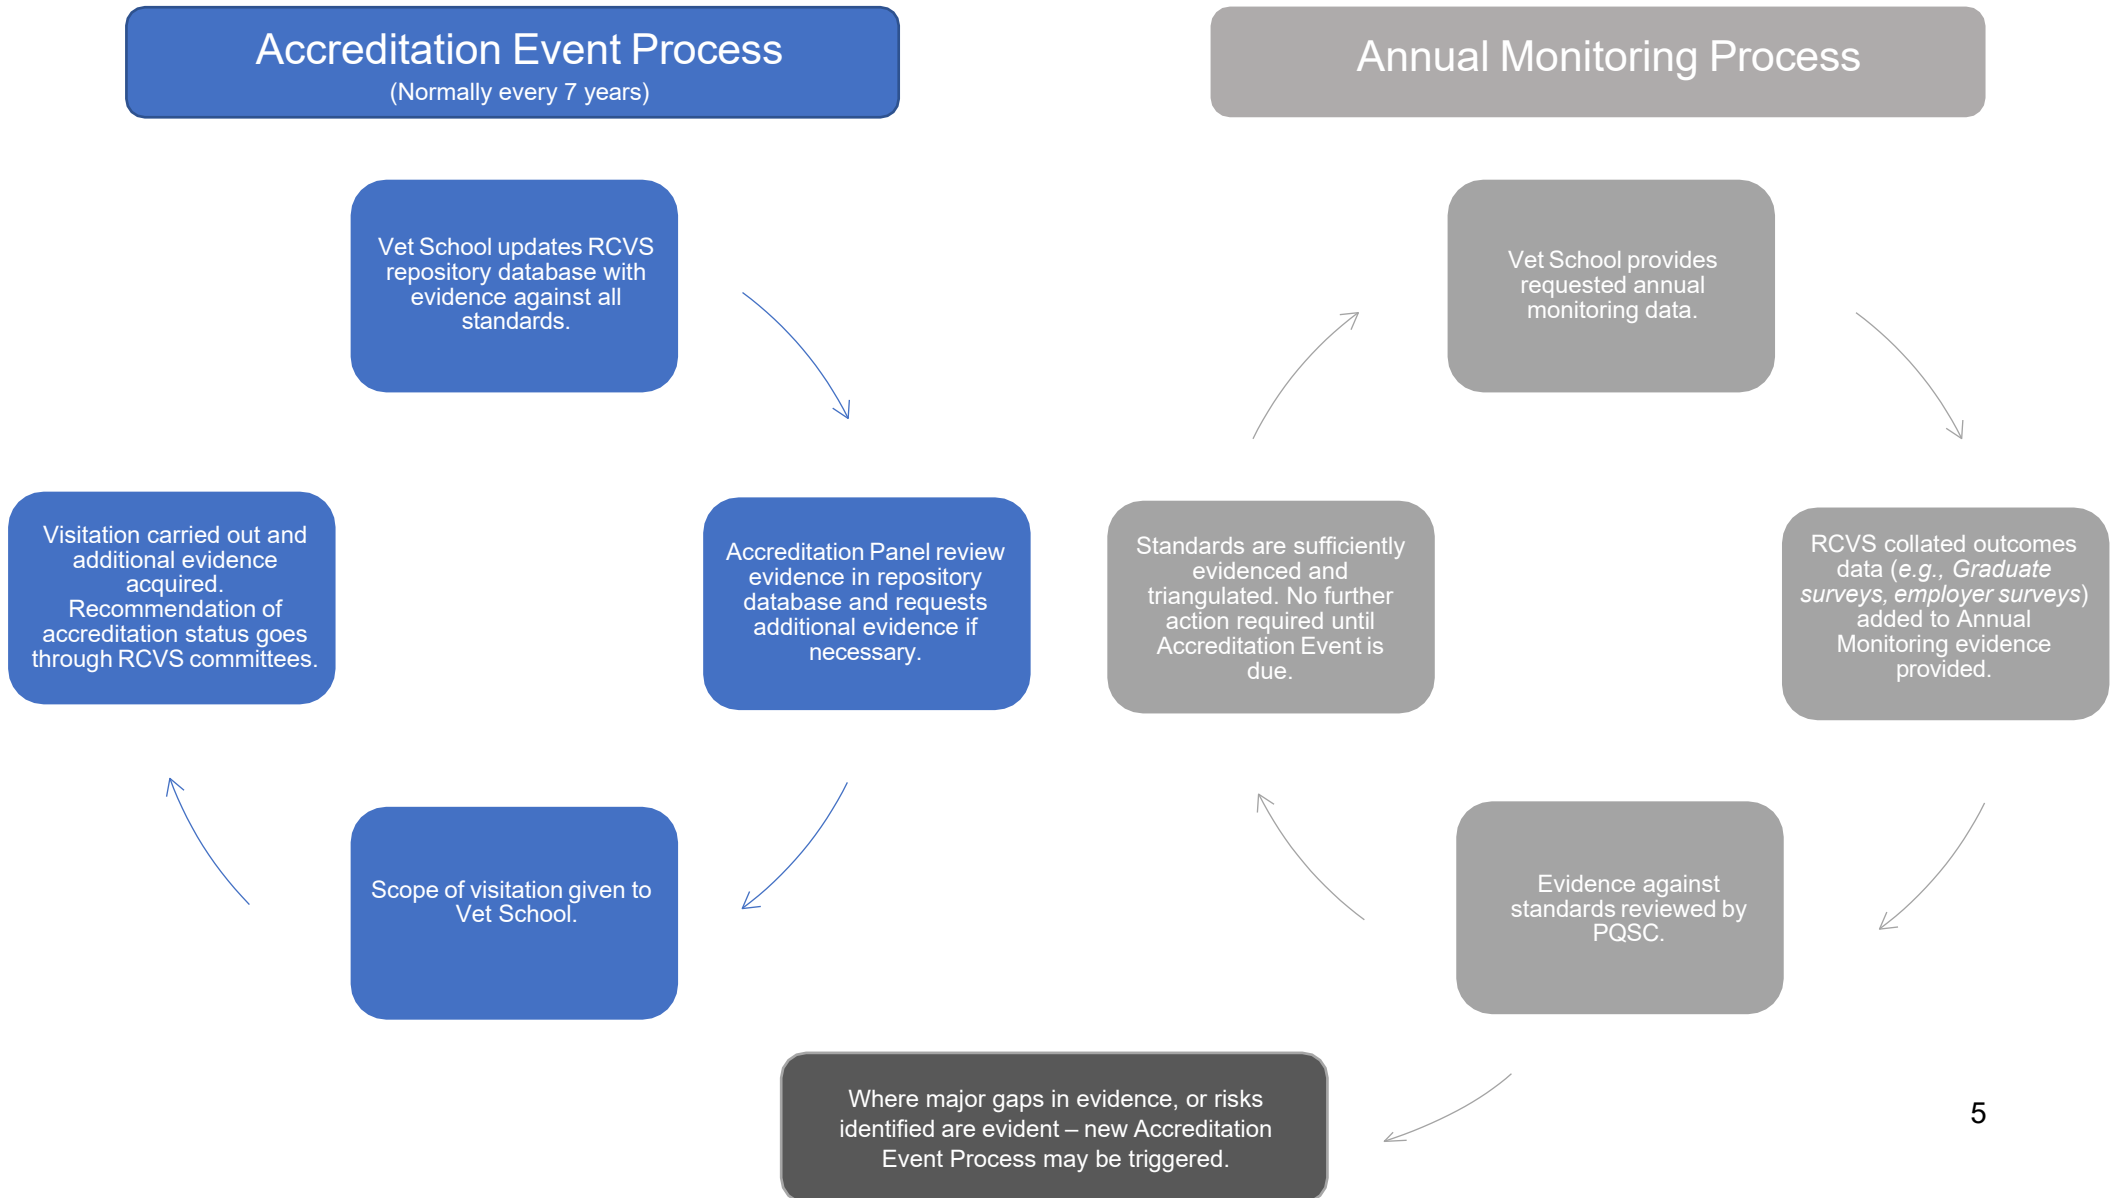 Accreditation Event Process
(Normally every 7 years)
Vet School updates RCVS
repository database with
evidence against all
standards.
Accreditation Panel review
evidence in repository
database and requests
additional evidence if
necessary.
Scope of visitation given to
Vet School.
Visitation carried out and
additional evidence
acquired.
Recommendation of
accreditation status goes
through RCVS committees.
Annual Monitoring Process
Vet School provides
requested annual
monitoring data.
RCVS collated outcomes
data (e.g., Graduate
surveys, employer surveys)
added to Annual
Monitoring evidence
provided.
Evidence against
standards reviewed by
PQSC.
Standards are sufficiently
evidenced and
triangulated. No further
action required until
Accreditation Event is
due.
Where major gaps in evidence, or risks
identified are evident – new Accreditation
Event Process may be triggered.
5